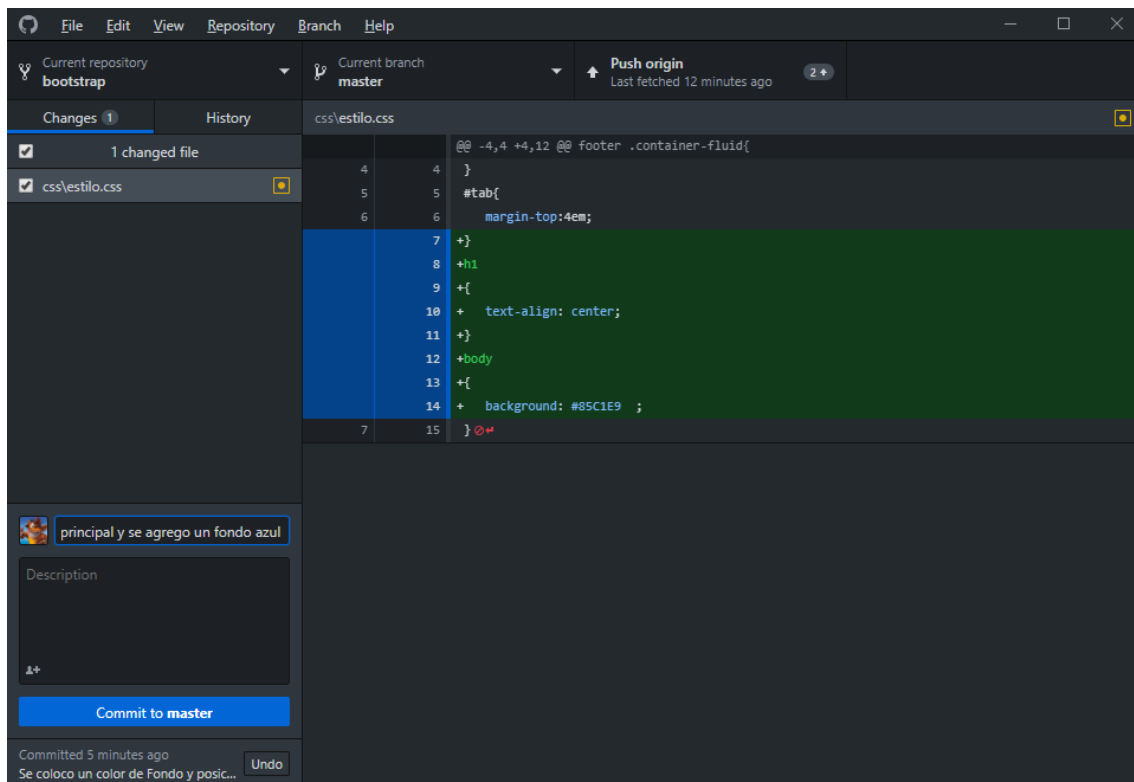 File Edit View Repository Branch Help
Current repository
bootstrap
Current branch
master
Push origin
Last fetched 12 minutes ago
2
Changes 1 History
1 changed file
css\estilo.css
css\estilo.css
@@ -4,4 +4,12 @@ footer .container-fluid{
4 4 }
5 5 #tab{
6 6 margin-top:4em;
7 +}
8 +h1
9 +{
10 + text-align: center;
11 +}
12 +body
13 +{
14 + background: #85C1E9 ;
7 15 }
principal y se agrego un fondo azul
Description
Commit to master
Committed 5 minutes ago
Se coloco un color de Fondo y posic...
Undo